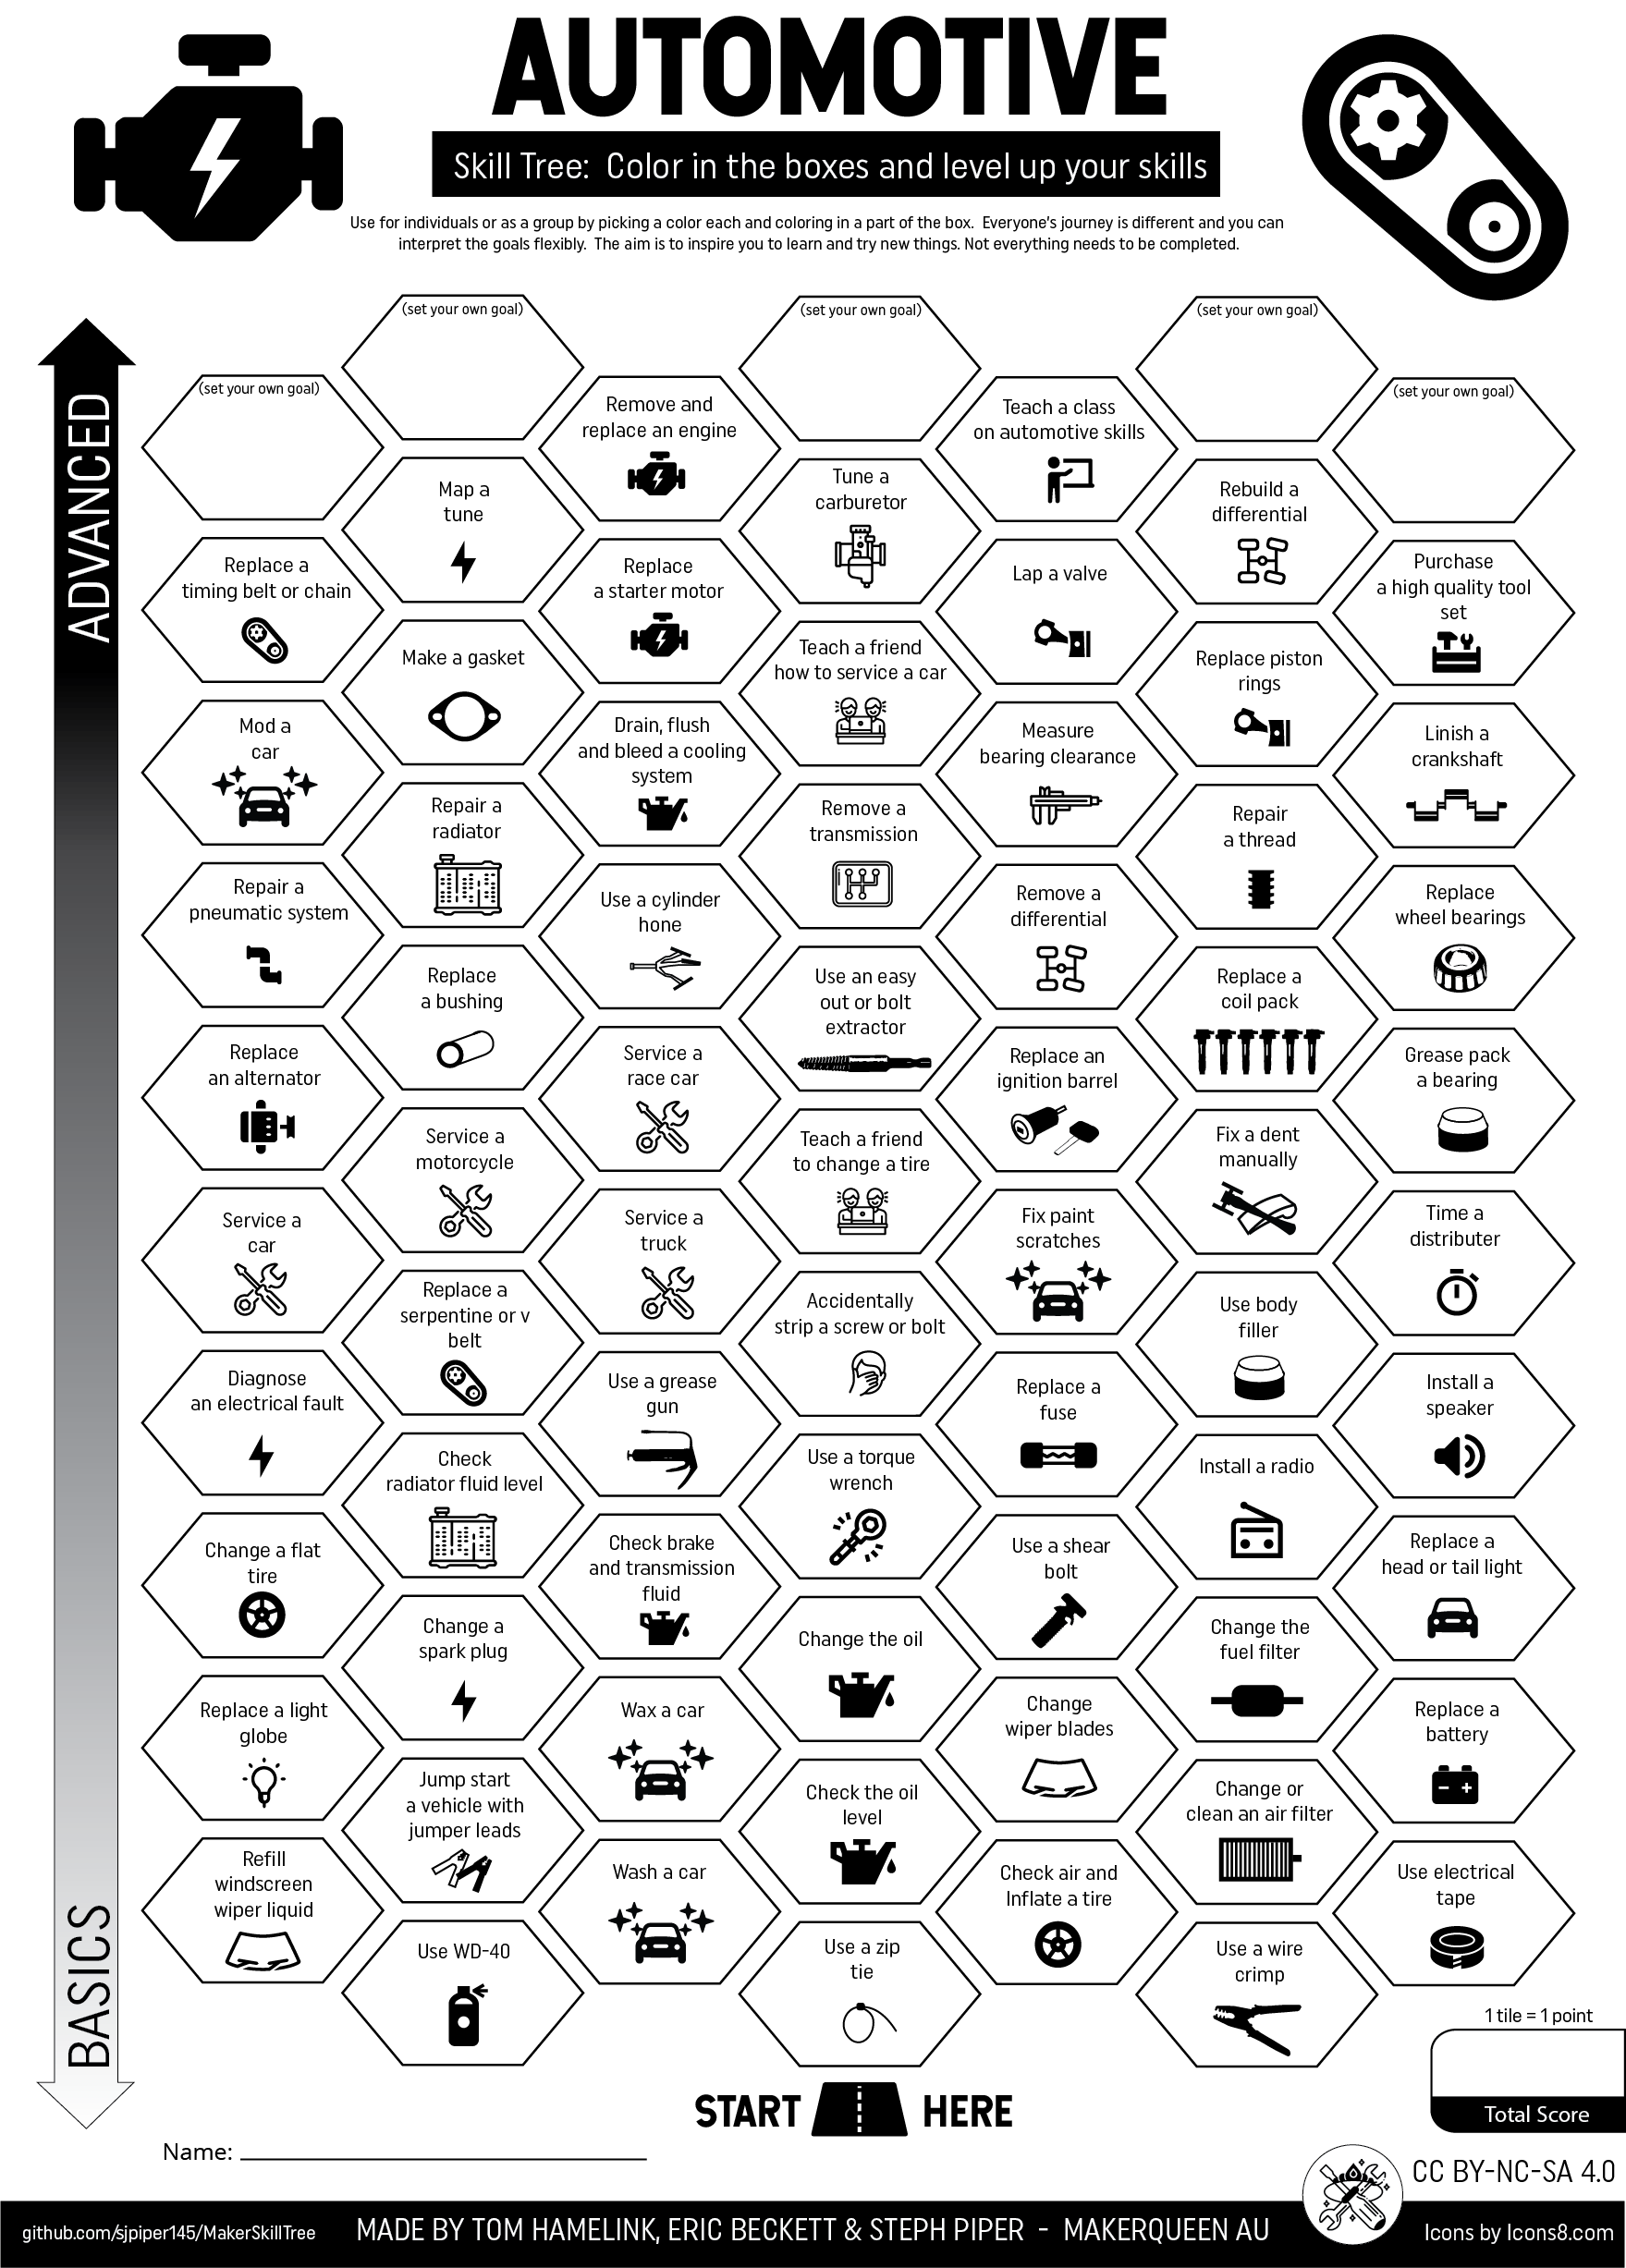 AUTOMOTIVE
Skill Tree:  Color in the boxes and level up your skills
Use for individuals or as a group by picking a color each and coloring in a part of the box.  Everyone's journey is different and you can
interpret the goals flexibly.  The aim is to inspire you to learn and try new things. Not everything needs to be completed.
ADVANCED
(set your own goal)
(set your own goal)
(set your own goal)
(set your own goal)
(set your own goal)
Remove and
replace an engine
Teach a class
on automotive skills
Map a
tune
Tune a
carburetor
Rebuild a
differential
Replace a
timing belt or chain
Replace
a starter motor
Lap a valve
Purchase
a high quality tool
set
Make a gasket
Teach a friend
how to service a car
Replace piston
rings
Mod a
car
Drain, flush
and bleed a cooling
system
Measure
bearing clearance
Linish a
crankshaft
Repair a
radiator
Remove a
transmission
Repair
a thread
Repair a
pneumatic system
Use a cylinder
hone
Remove a
differential
Replace
wheel bearings
Replace
a bushing
Use an easy
out or bolt
extractor
Replace a
coil pack
Replace
an alternator
Service a
race car
Replace an
ignition barrel
Grease pack
a bearing
Service a
motorcycle
Teach a friend
to change a tire
Fix a dent
manually
Service a
car
Service a
truck
Fix paint
scratches
Time a
distributer
Replace a
serpentine or v
belt
Accidentally
strip a screw or bolt
Use body
filler
Diagnose
an electrical fault
Use a grease
gun
Replace a
fuse
Install a
speaker
Check
radiator fluid level
Use a torque
wrench
Install a radio
Change a flat
tire
Check brake
and transmission
fluid
Use a shear
bolt
Replace a
head or tail light
Change a
spark plug
Change the oil
Change the
fuel filter
Replace a light
globe
Wax a car
Change
wiper blades
Replace a
battery
Jump start
a vehicle with
jumper leads
Check the oil
level
Change or
clean an air filter
Refill
windscreen
wiper liquid
Wash a car
Check air and
Inflate a tire
Use electrical
tape
Use WD-40
Use a zip
tie
Use a wire
crimp
BASICS
1 tile = 1 point
Total Score
START HERE
Name:
CC BY-NC-SA 4.0
github.com/sjpiper145/MakerSkillTree
MADE BY TOM HAMELINK, ERIC BECKETT & STEPH PIPER  -  MAKERQUEEN AU
Icons by Icons8.com